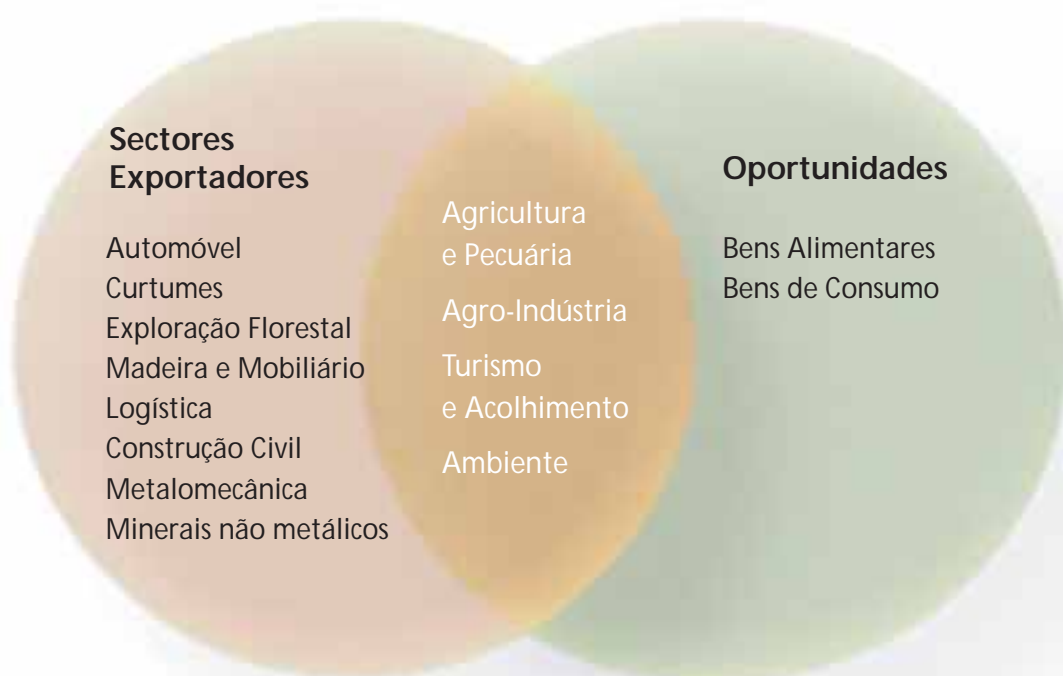 Sectores
Exportadores
Automóvel
Curtumes
Exploração Florestal
Madeira e Mobiliário
Logística
Construção Civil
Metalomecânica
Minerais não metálicos
Agricultura
e Pecuária
Agro-Indústria
Turismo
e Acolhimento
Ambiente
Oportunidades
Bens Alimentares
Bens de Consumo